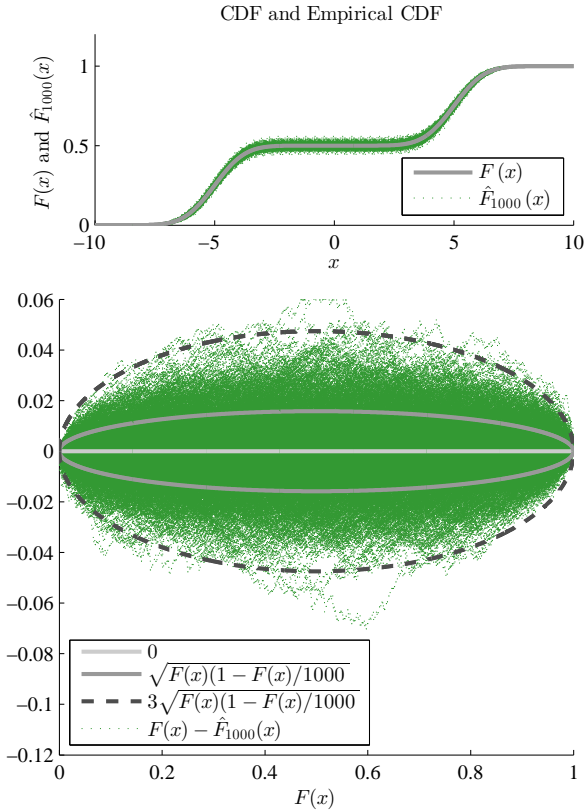 CDF and Empirical CDF
F(x) and F̂₁₀₀₀(x)
1
0.5
0
F(x)
F̂₁₀₀₀(x)
−10
−5
0
5
10
x
0.06
0.04
0.02
0
−0.02
−0.04
−0.06
−0.08
−0.1
−0.12
0
√F(x)(1 − F(x)/1000
3√F(x)(1 − F(x)/1000
F(x) − F̂₁₀₀₀(x)
0
0.2
0.4
0.6
0.8
1
F(x)